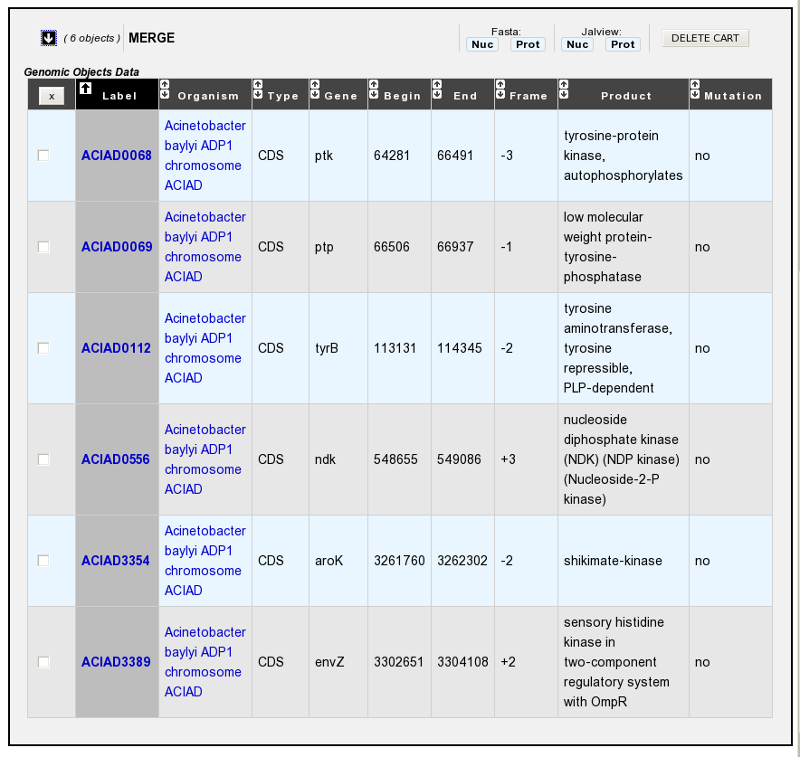 ( 6 objects ) MERGE Fasta: Jalview: DELETE CART
Nuc Prot Nuc Prot
Genomic Objects Data
x Label Organism Type Gene Begin End Frame Product Mutation
ACIAD0068 Acinetobacter baylyi ADP1 chromosome ACIAD CDS ptk 64281 66491 -3 tyrosine-protein kinase, autophosphorylates no
ACIAD0069 Acinetobacter baylyi ADP1 chromosome ACIAD CDS ptp 66506 66937 -1 low molecular weight protein-tyrosine-phosphatase no
ACIAD0112 Acinetobacter baylyi ADP1 chromosome ACIAD CDS tyrB 113131 114345 -2 tyrosine aminotransferase, tyrosine repressible, PLP-dependent no
ACIAD0556 Acinetobacter baylyi ADP1 chromosome ACIAD CDS ndk 548655 549086 +3 nucleoside diphosphate kinase (NDK) (NDP kinase) (Nucleoside-2-P kinase) no
ACIAD3354 Acinetobacter baylyi ADP1 chromosome ACIAD CDS aroK 3261760 3262302 -2 shikimate-kinase no
ACIAD3389 Acinetobacter baylyi ADP1 chromosome ACIAD CDS envZ 3302651 3304108 +2 sensory histidine kinase in two-component regulatory system with OmpR no